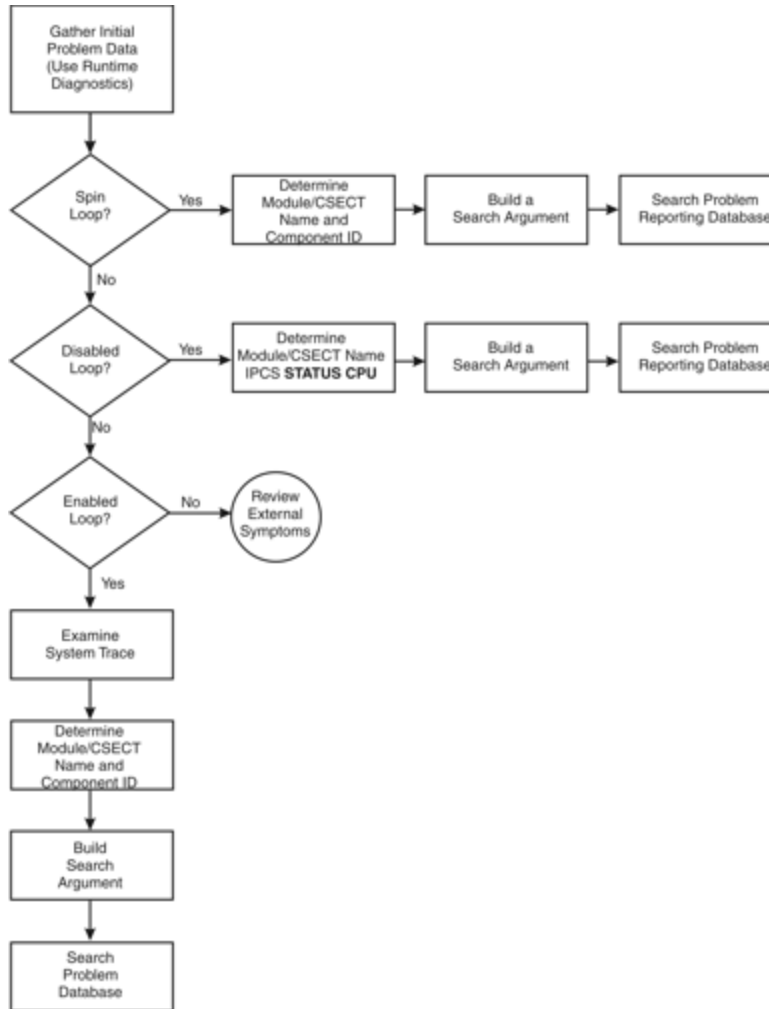 Gather Initial
Problem Data
(Use Runtime
Diagnostics)
Spin
Loop?
Yes
Determine
Module/CSECT
Name and
Component ID
Build a
Search Argument
Search Problem
Reporting Database
No
Disabled
Loop?
Yes
Determine
Module/CSECT Name
IPCS STATUS CPU
Build a
Search Argument
Search Problem
Reporting Database
No
Enabled
Loop?
No
Review
External
Symptoms
Yes
Examine
System Trace
Determine
Module/CSECT
Name and
Component ID
Build
Search
Argument
Search
Problem
Database